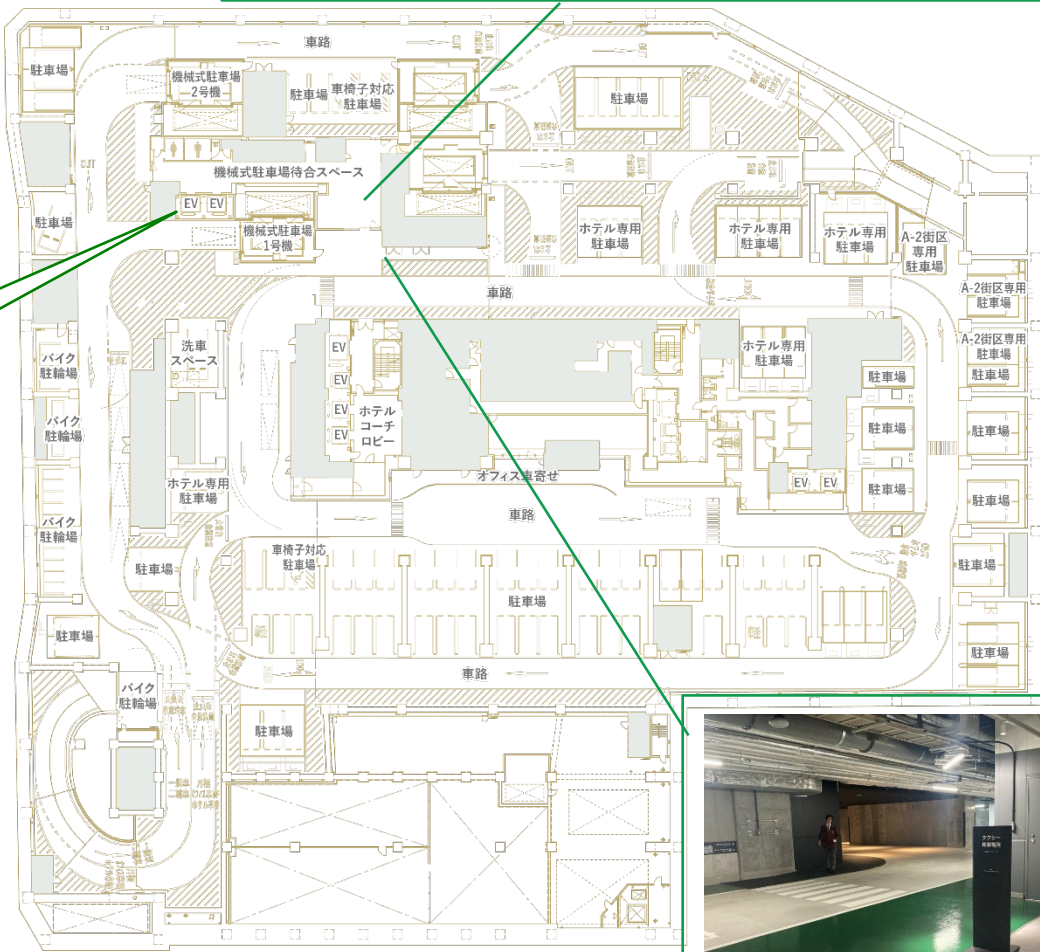 車路
駐車場
機械式駐車場
2号機
駐車場
車椅子対応
駐車場
駐車場
OUT
OUT
機械式駐車場待合スペース
EV
EV
駐車場
機械式駐車場
1号機
ホテル専用
駐車場
ホテル専用
駐車場
ホテル専用
駐車場
A-2街区
専用
駐車場
車路
A-2街区専用
駐車場
バイク
駐輪場
洗車
スペース
EV
EV
EV
EV
ホテル
コーチ
ロビー
ホテル専用
駐車場
A-2街区専用
駐車場
駐車場
駐車場
バイク
駐輪場
駐車場
駐車場
オフィス車寄せ
ホテル専用
駐車場
EV
EV
駐車場
駐車場
バイク
駐輪場
車路
車椅子対応
駐車場
駐車場
駐車場
駐車場
駐車場
駐車場
車路
バイク
駐輪場
駐車場
タクシー
乗車場所